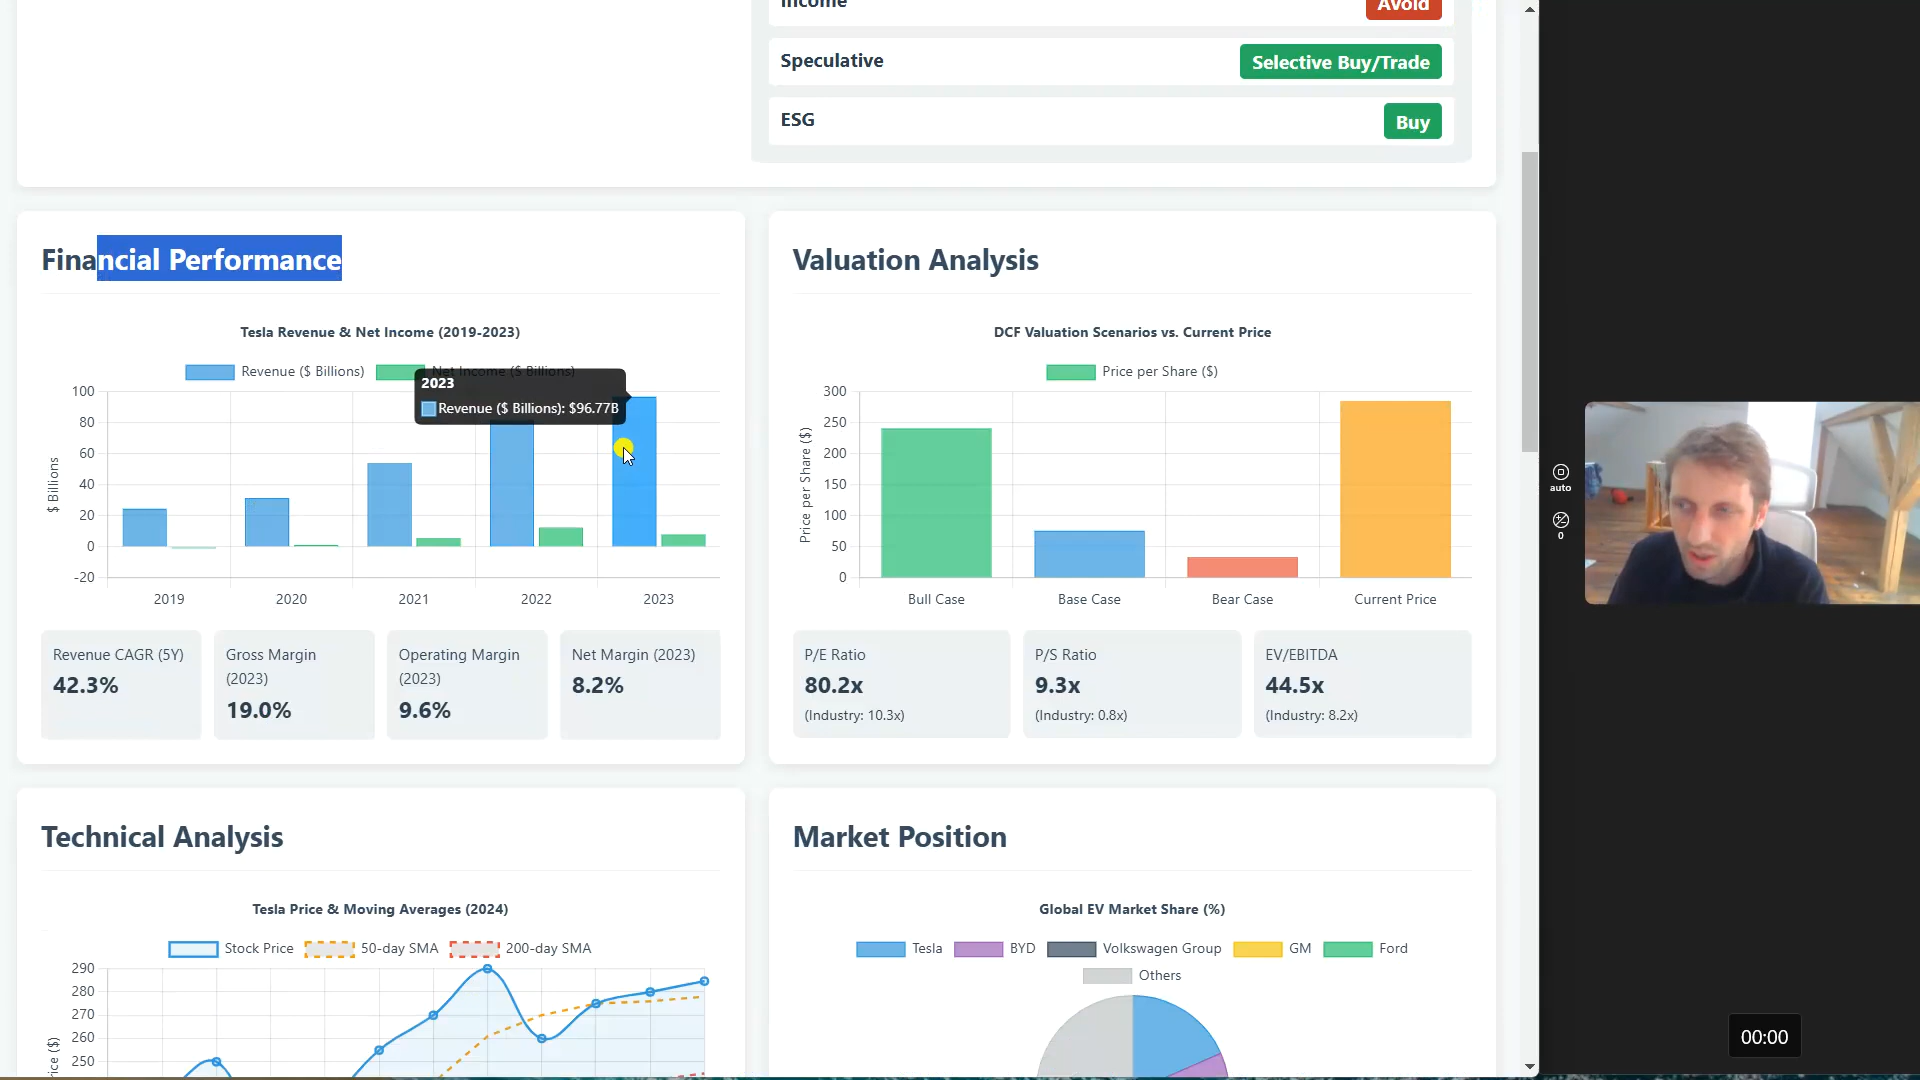 Income
Avoid
Speculative
Selective Buy/Trade
ESG
Buy
Financial Performance
Tesla Revenue & Net Income (2019-2023)
Revenue ($ Billions)
Net Income ($ Billions)
2023
Revenue ($ Billions): $96.77B
$ Billions
100
80
60
40
20
0
-20
2019
2020
2021
2022
2023
Revenue CAGR (5Y)
42.3%
Gross Margin
(2023)
19.0%
Operating Margin
(2023)
9.6%
Net Margin (2023)
8.2%
Valuation Analysis
DCF Valuation Scenarios vs. Current Price
Price per Share ($)
Price per Share ($)
300
250
200
150
100
50
0
Bull Case
Base Case
Bear Case
Current Price
P/E Ratio
80.2x
(Industry: 10.3x)
P/S Ratio
9.3x
(Industry: 0.8x)
EV/EBITDA
44.5x
(Industry: 8.2x)
Technical Analysis
Tesla Price & Moving Averages (2024)
Stock Price
50-day SMA
200-day SMA
290
280
270
260
250
($)
Market Position
Global EV Market Share (%)
Tesla
BYD
Volkswagen Group
GM
Ford
Others
auto
0
00:00